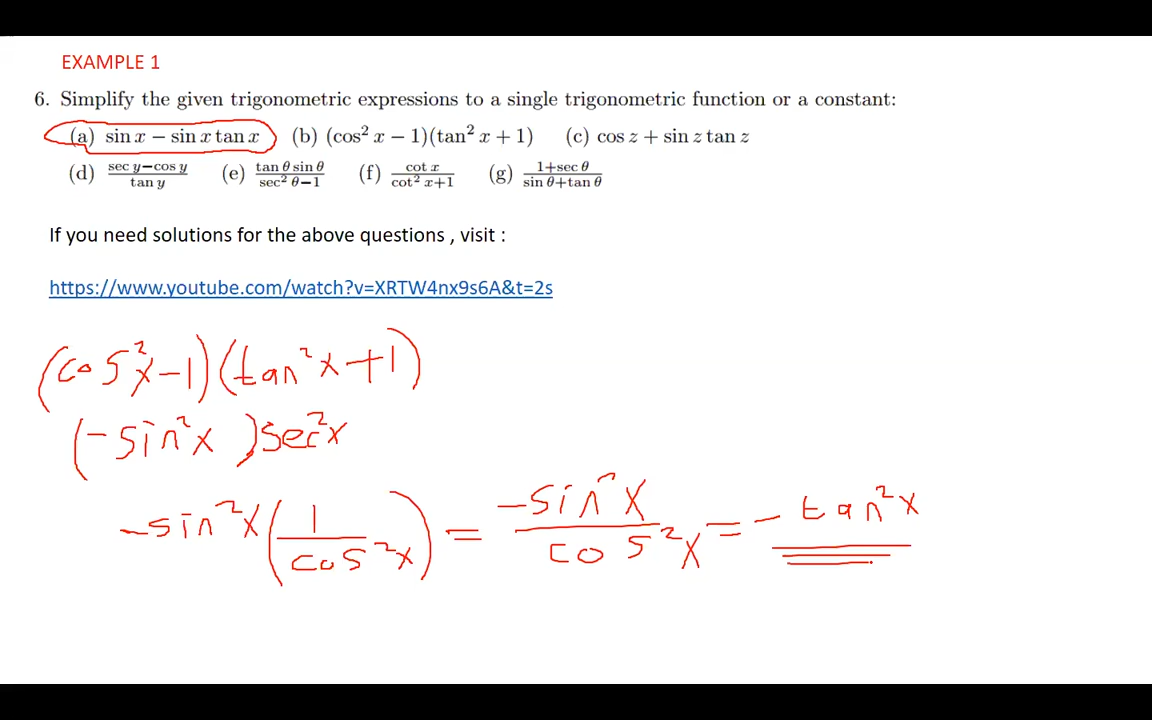 EXAMPLE 1
6. Simplify the given trigonometric expressions to a single trigonometric function or a constant:
(a) sin x − sin x tan x (b) (cos² x − 1)(tan² x + 1) (c) cos z + sin z tan z
(d) (sec y−cos y)/(tan y) (e) (tan θ sin θ)/(sec² θ−1) (f) (cot x)/(cot² x+1) (g) (1+sec θ)/(sin θ+tan θ)
If you need solutions for the above questions , visit :
https://www.youtube.com/watch?v=XRTW4nx9s6A&t=2s
(cos²x−1)(tan²x+1)
(−sin²x )sec²x
−sin²x(1/cos²x) = −sin²x/cos²x = − tan²x